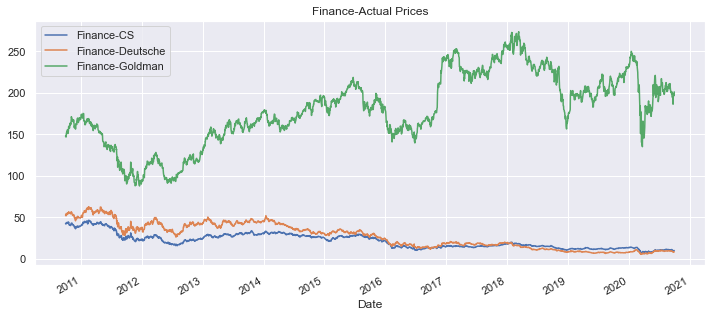 Finance-Actual Prices
Finance-CS
Finance-Deutsche
Finance-Goldman
250
200
150
100
50
0
2011 2012 2013 2014 2015 2016 2017 2018 2019 2020 2021
Date